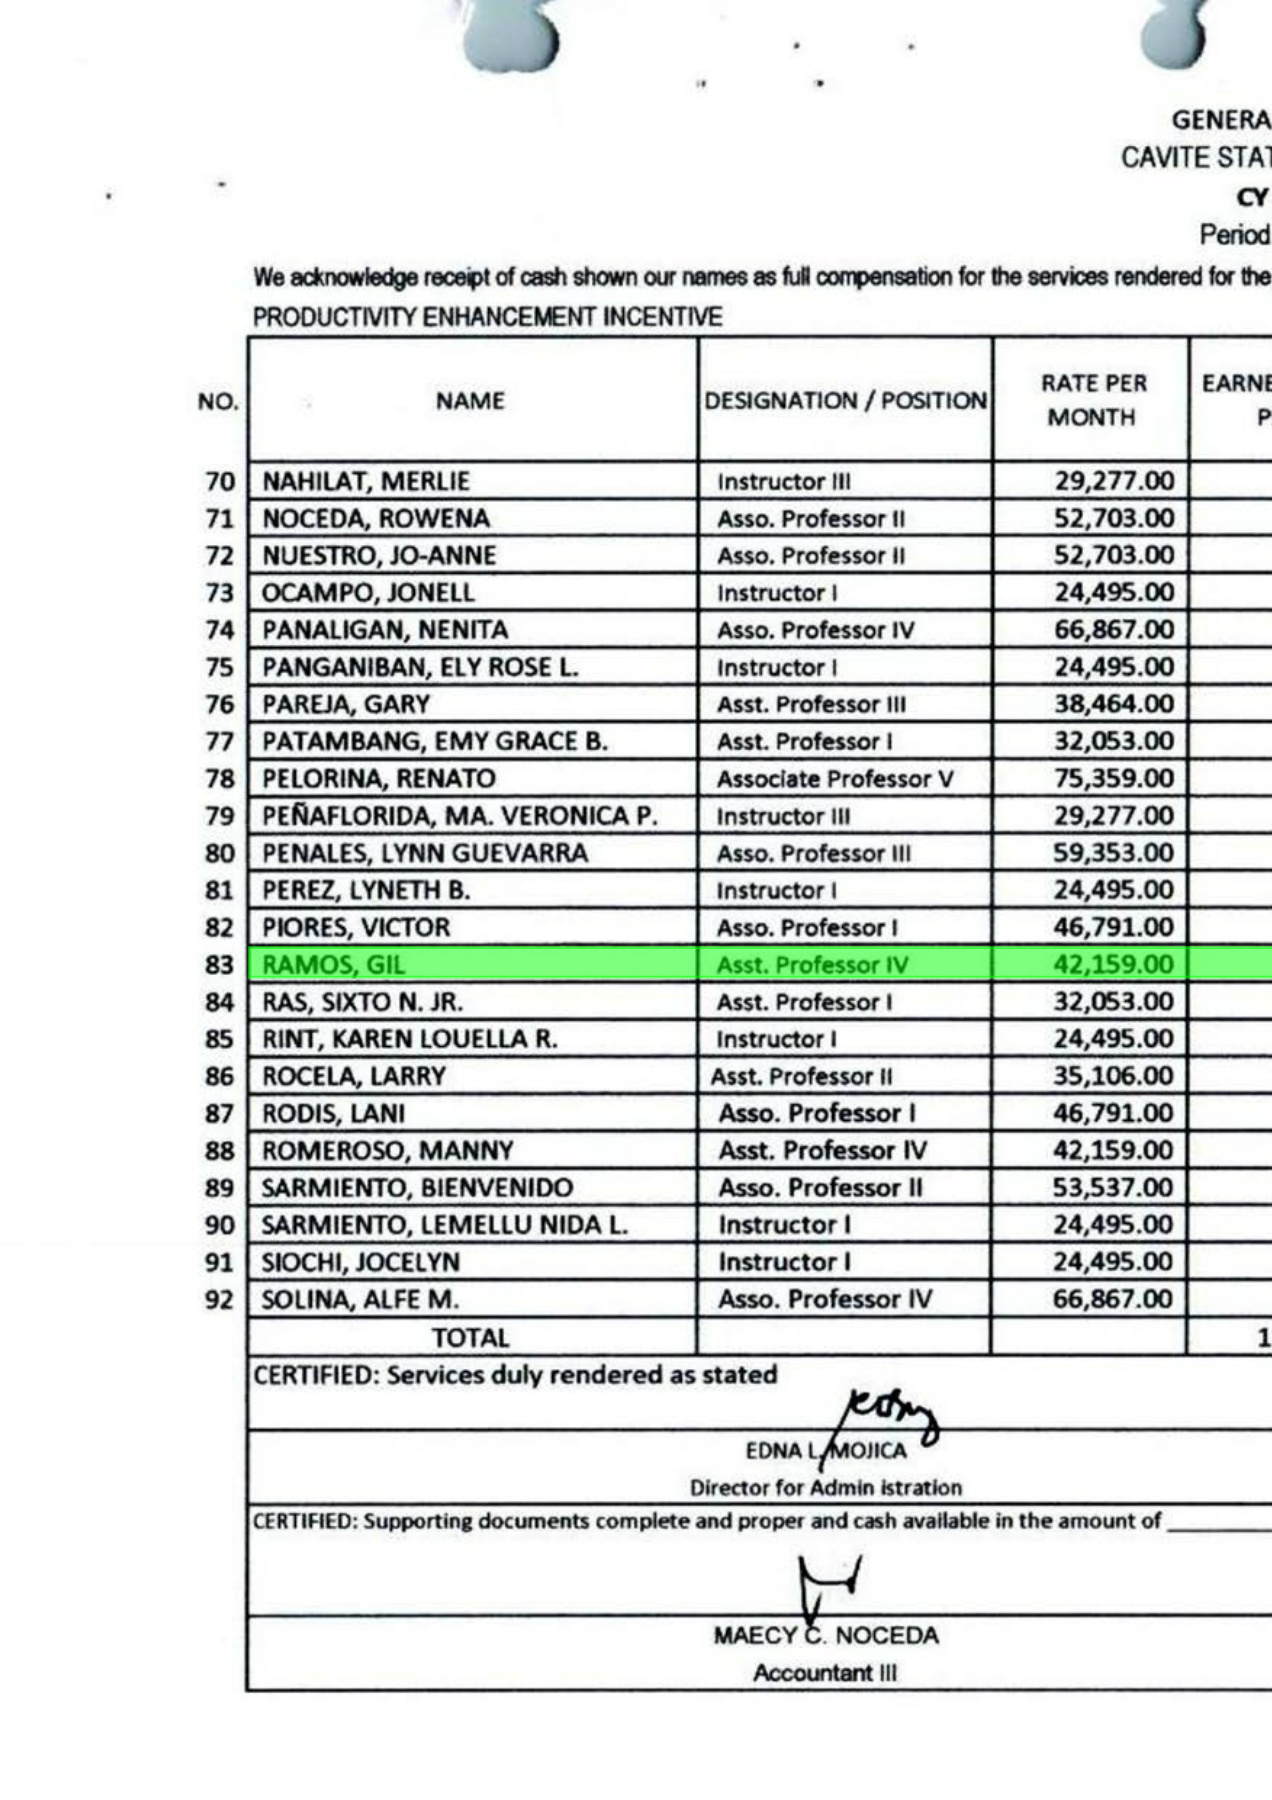 GENERA
CAVITE STAT
CY
Period
We acknowledge receipt of cash shown our names as full compensation for the services rendered for the
PRODUCTIVITY ENHANCEMENT INCENTIVE
NO. NAME DESIGNATION / POSITION RATE PER MONTH EARNE P
70 NAHILAT, MERLIE Instructor III 29,277.00
71 NOCEDA, ROWENA Asso. Professor II 52,703.00
72 NUESTRO, JO-ANNE Asso. Professor II 52,703.00
73 OCAMPO, JONELL Instructor I 24,495.00
74 PANALIGAN, NENITA Asso. Professor IV 66,867.00
75 PANGANIBAN, ELY ROSE L. Instructor I 24,495.00
76 PAREJA, GARY Asst. Professor III 38,464.00
77 PATAMBANG, EMY GRACE B. Asst. Professor I 32,053.00
78 PELORINA, RENATO Associate Professor V 75,359.00
79 PEÑAFLORIDA, MA. VERONICA P. Instructor III 29,277.00
80 PENALES, LYNN GUEVARRA Asso. Professor III 59,353.00
81 PEREZ, LYNETH B. Instructor I 24,495.00
82 PIORES, VICTOR Asso. Professor I 46,791.00
83 RAMOS, GIL Asst. Professor IV 42,159.00
84 RAS, SIXTO N. JR. Asst. Professor I 32,053.00
85 RINT, KAREN LOUELLA R. Instructor I 24,495.00
86 ROCELA, LARRY Asst. Professor II 35,106.00
87 RODIS, LANI Asso. Professor I 46,791.00
88 ROMEROSO, MANNY Asst. Professor IV 42,159.00
89 SARMIENTO, BIENVENIDO Asso. Professor II 53,537.00
90 SARMIENTO, LEMELLU NIDA L. Instructor I 24,495.00
91 SIOCHI, JOCELYN Instructor I 24,495.00
92 SOLINA, ALFE M. Asso. Professor IV 66,867.00
TOTAL 1
CERTIFIED: Services duly rendered as stated
EDNA L. MOJICA
Director for Admin istration
CERTIFIED: Supporting documents complete and proper and cash available in the amount of
MAECY C. NOCEDA
Accountant III